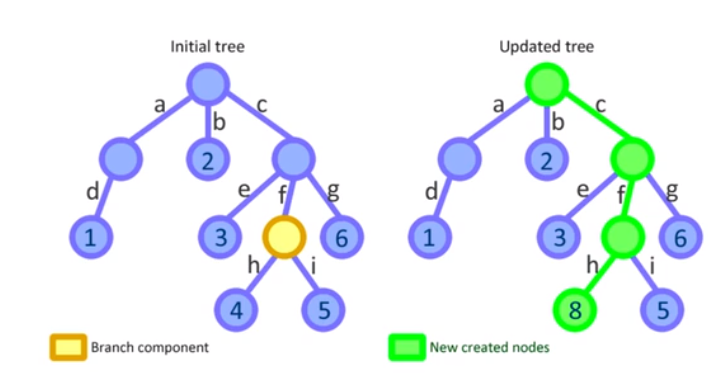 Initial tree
Updated tree
a
b
c
a
b
c
2
2
d
e
f
g
d
e
f
g
1
3
6
1
3
6
h
i
h
i
4
5
8
5
Branch component
New created nodes